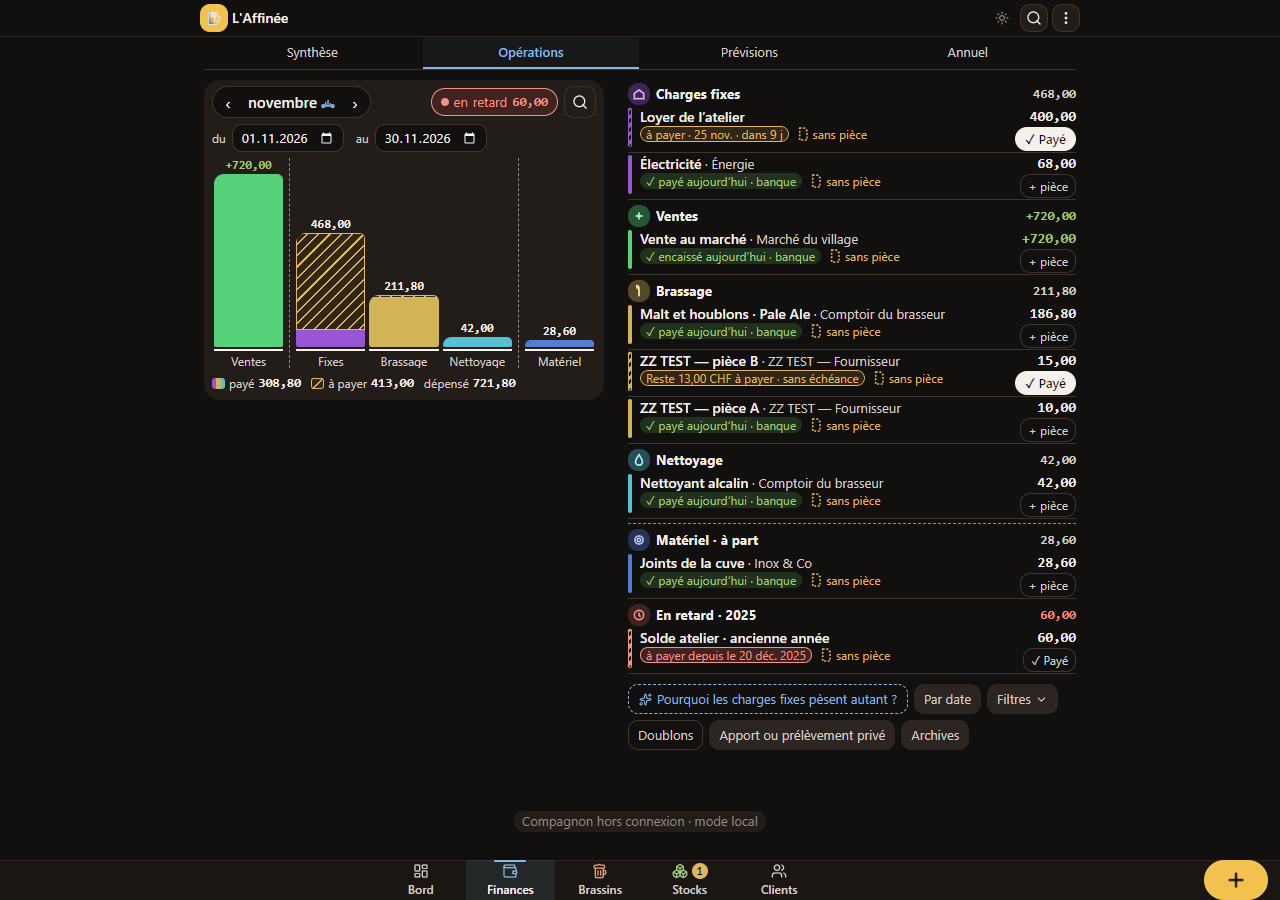 L'Affinée
Synthèse
Opérations
Prévisions
Annuel
‹ novembre ›
en retard 60,00
du 01.11.2026 au 30.11.2026
+720,00
468,00
211,80
42,00
28,60
Ventes
Fixes
Brassage
Nettoyage
Matériel
payé 308,80 à payer 413,00 dépensé 721,80
Charges fixes 468,00
Loyer de l’atelier 400,00
à payer · 25 nov. · dans 9 j sans pièce ✓ Payé
Électricité · Énergie 68,00
✓ payé aujourd’hui · banque sans pièce + pièce
Ventes +720,00
Vente au marché · Marché du village +720,00
✓ encaissé aujourd’hui · banque sans pièce + pièce
Brassage 211,80
Malt et houblons · Pale Ale · Comptoir du brasseur 186,80
✓ payé aujourd’hui · banque sans pièce + pièce
ZZ TEST — pièce B · ZZ TEST — Fournisseur 15,00
Reste 13,00 CHF à payer · sans échéance sans pièce ✓ Payé
ZZ TEST — pièce A · ZZ TEST — Fournisseur 10,00
✓ payé aujourd’hui · banque sans pièce + pièce
Nettoyage 42,00
Nettoyant alcalin · Comptoir du brasseur 42,00
✓ payé aujourd’hui · banque sans pièce + pièce
Matériel · à part 28,60
Joints de la cuve · Inox & Co 28,60
✓ payé aujourd’hui · banque sans pièce + pièce
En retard · 2025 60,00
Solde atelier · ancienne année 60,00
à payer depuis le 20 déc. 2025 sans pièce ✓ Payé
Pourquoi les charges fixes pèsent autant ? Par date Filtres
Doublons Apport ou prélèvement privé Archives
Compagnon hors connexion · mode local
1
Bord
Finances
Brassins
Stocks
Clients
+